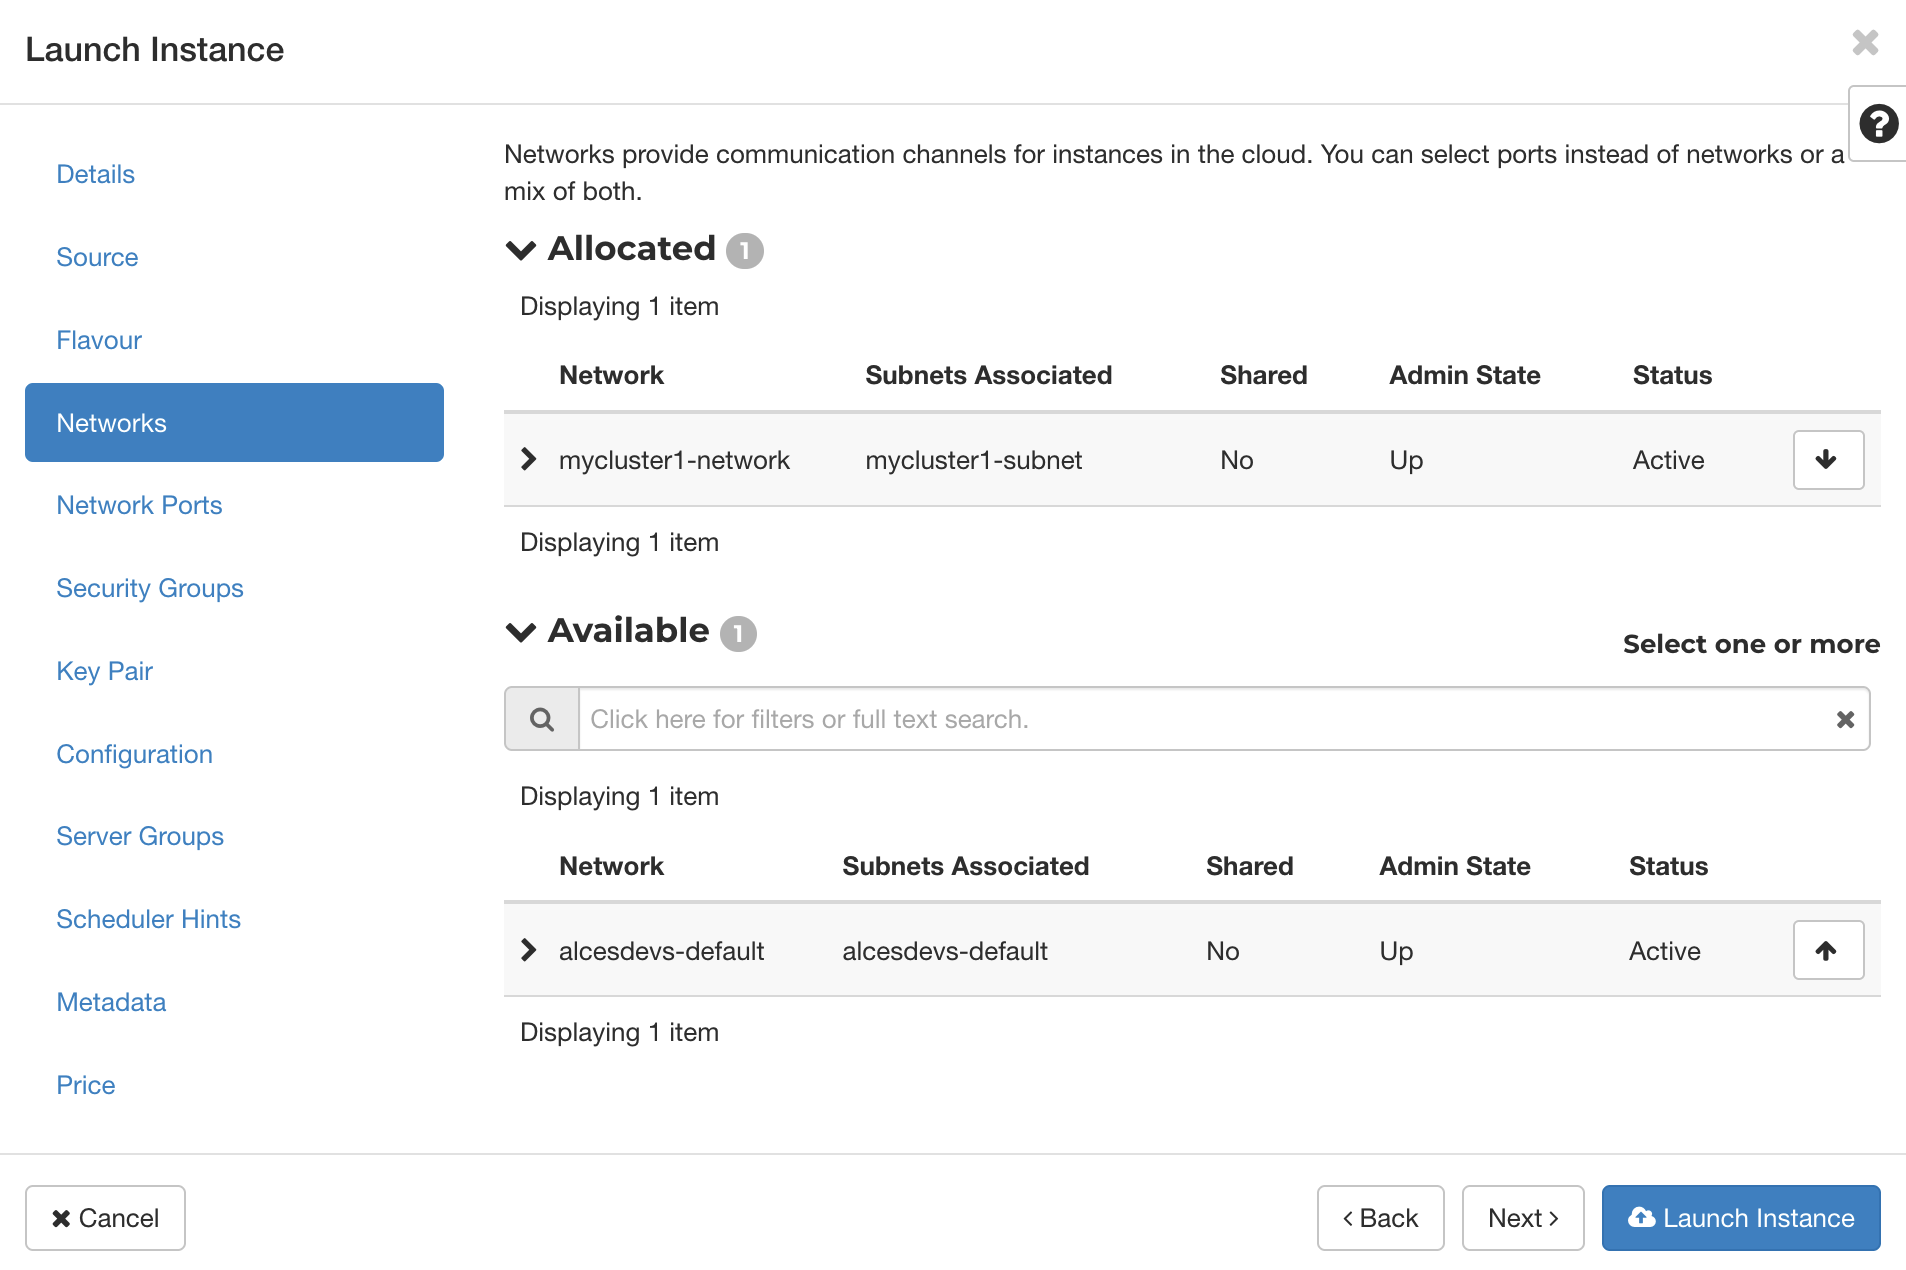 Launch Instance
Details
Source
Flavour
Networks
Network Ports
Security Groups
Key Pair
Configuration
Server Groups
Scheduler Hints
Metadata
Price
Networks provide communication channels for instances in the cloud. You can select ports instead of networks or a
mix of both.
Allocated 1
Displaying 1 item
Network Subnets Associated Shared Admin State Status
mycluster1-network mycluster1-subnet No Up Active
Displaying 1 item
Available 1
Select one or more
Click here for filters or full text search.
Displaying 1 item
Network Subnets Associated Shared Admin State Status
alcesdevs-default alcesdevs-default No Up Active
Displaying 1 item
Cancel
Back
Next
Launch Instance